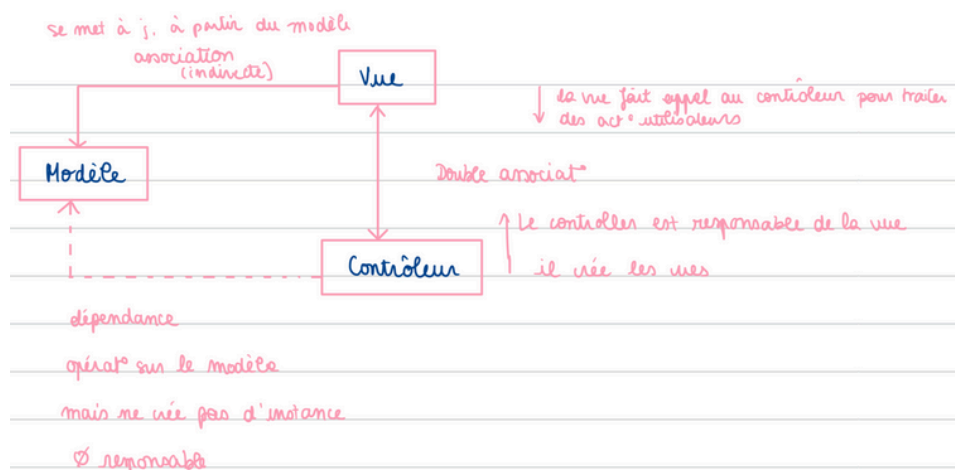 se met à j. à partir du modèle
association
(indirecte)
Vue
la vue fait appel au contrôleur pour traiter
des act° utilisateurs
Modèle
Double associat°
Le controller est responsable de la vue
Contrôleur
il crée les vues
dépendance
opérat° sur le modèle
mais ne crée pas d'instance
Ø responsable